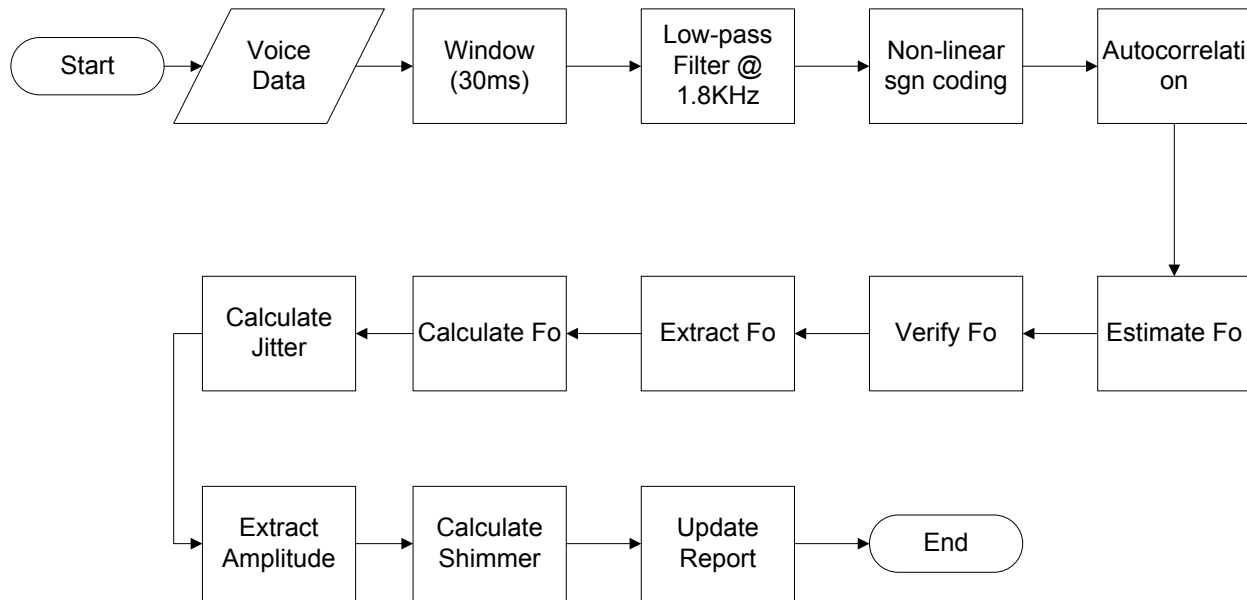 Start
Voice
Data
Window
(30ms)
Low-pass
Filter @
1.8KHz
Non-linear
sgn coding
Autocorrelati
on
Calculate
Jitter
Calculate Fo
Extract Fo
Verify Fo
Estimate Fo
Extract
Amplitude
Calculate
Shimmer
Update
Report
End